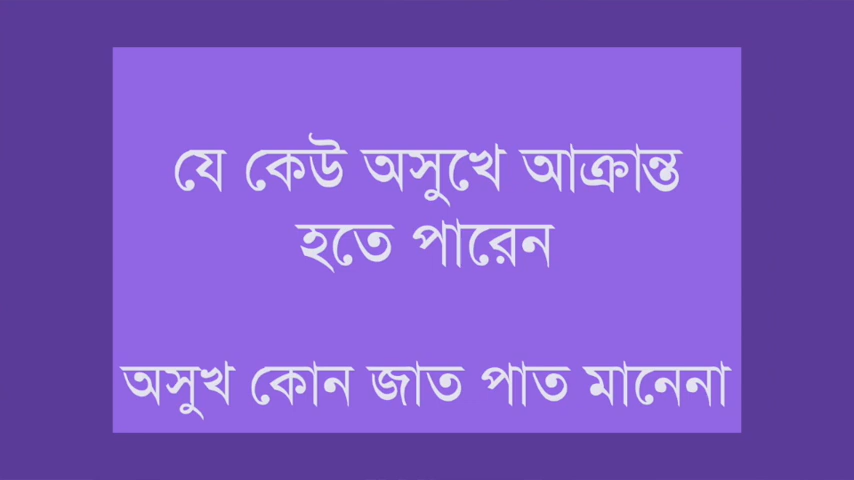 যে কেউ অসুখে আক্রান্ত
হতে পারেন
অসুখ কোন জাত পাত মানেনা